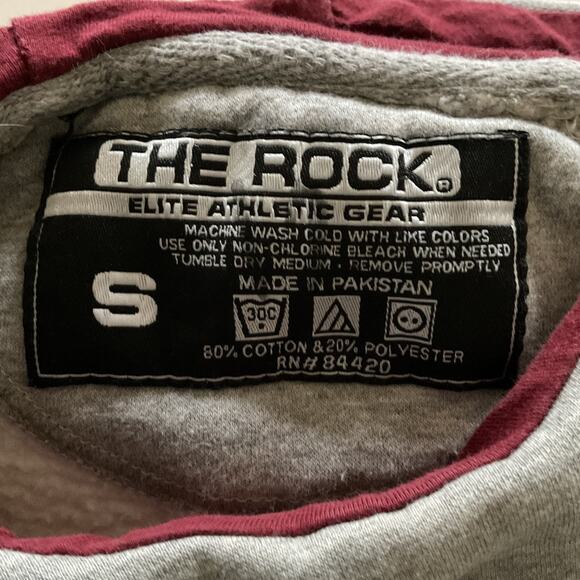 THE ROCK®
ELITE ATHLETIC GEAR
MACHINE WASH COLD WITH LIKE COLORS
USE ONLY NON-CHLORINE BLEACH WHEN NEEDED
TUMBLE DRY MEDIUM · REMOVE PROMPTLY
S
MADE IN PAKISTAN
30C
80% COTTON &20% POLYESTER
RN# 84420